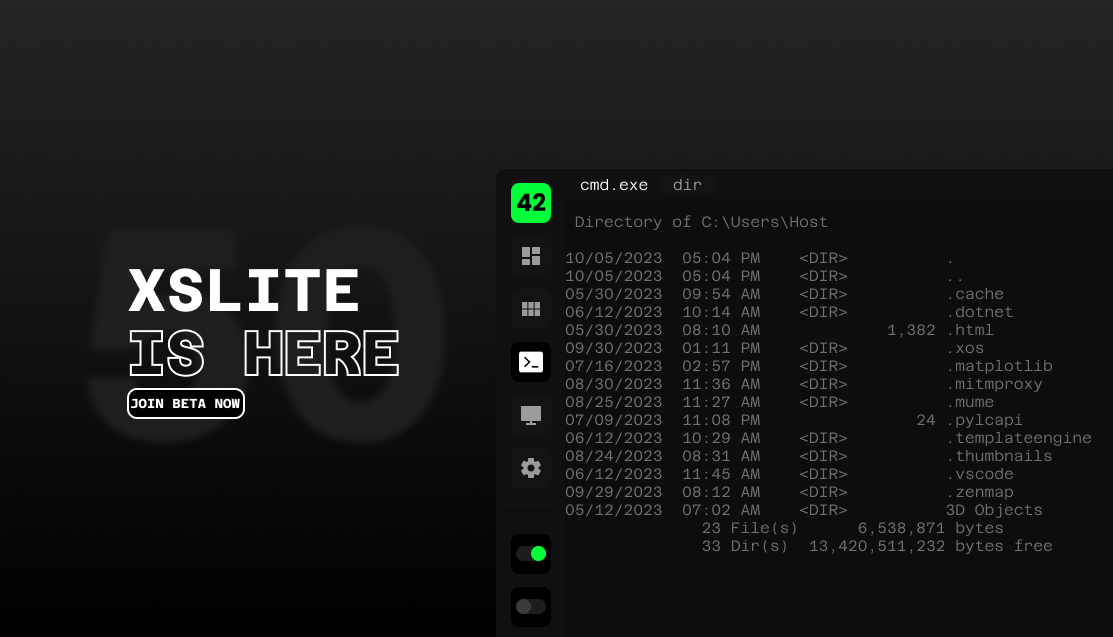 50
XSLITE
IS HERE
JOIN BETA NOW
42
cmd.exe dir
Directory of C:\Users\Host
10/05/2023 05:04 PM <DIR> .
10/05/2023 05:04 PM <DIR> ..
05/30/2023 09:54 AM <DIR> .cache
06/12/2023 10:14 AM <DIR> .dotnet
05/30/2023 08:10 AM 1,382 .html
09/30/2023 01:11 PM <DIR> .xos
07/16/2023 02:57 PM <DIR> .matplotlib
08/30/2023 11:36 AM <DIR> .mitmproxy
08/25/2023 11:27 AM <DIR> .mume
07/09/2023 11:08 PM 24 .pylcapi
06/12/2023 10:29 AM <DIR> .templateengine
08/24/2023 08:31 AM <DIR> .thumbnails
06/12/2023 11:45 AM <DIR> .vscode
09/29/2023 08:12 AM <DIR> .zenmap
05/12/2023 07:02 AM <DIR> 3D Objects
23 File(s) 6,538,871 bytes
33 Dir(s) 13,420,511,232 bytes free